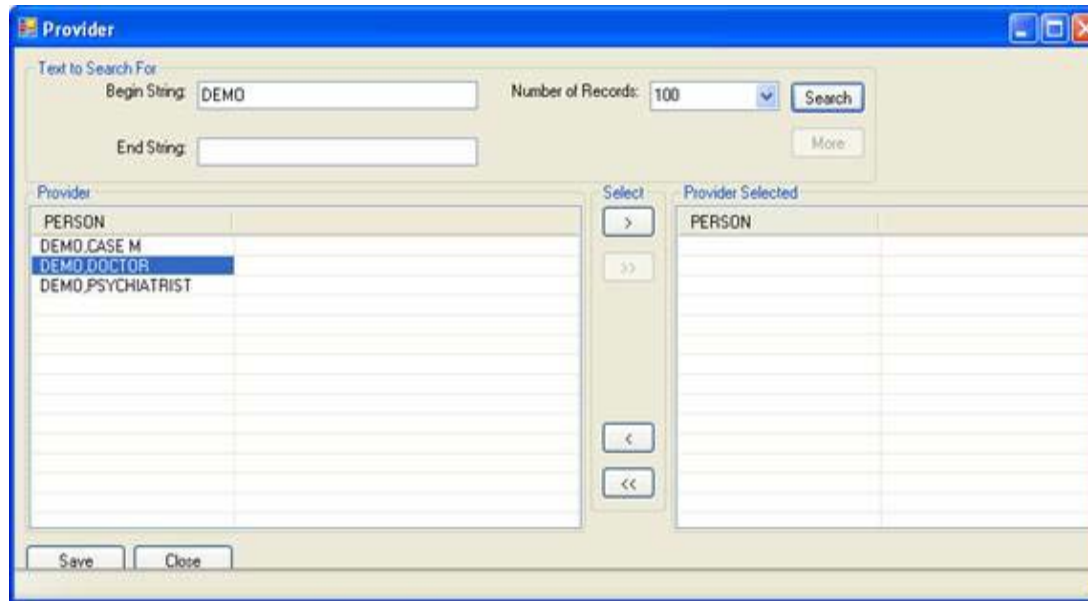 Provider
Text to Search For
Begin String: DEMO Number of Records: 100 Search
End String: More
Provider Select Provider Selected
PERSON > PERSON
DEMO,CASE M
DEMO,DOCTOR >>
DEMO,PSYCHIATRIST
<
<<
Save Close